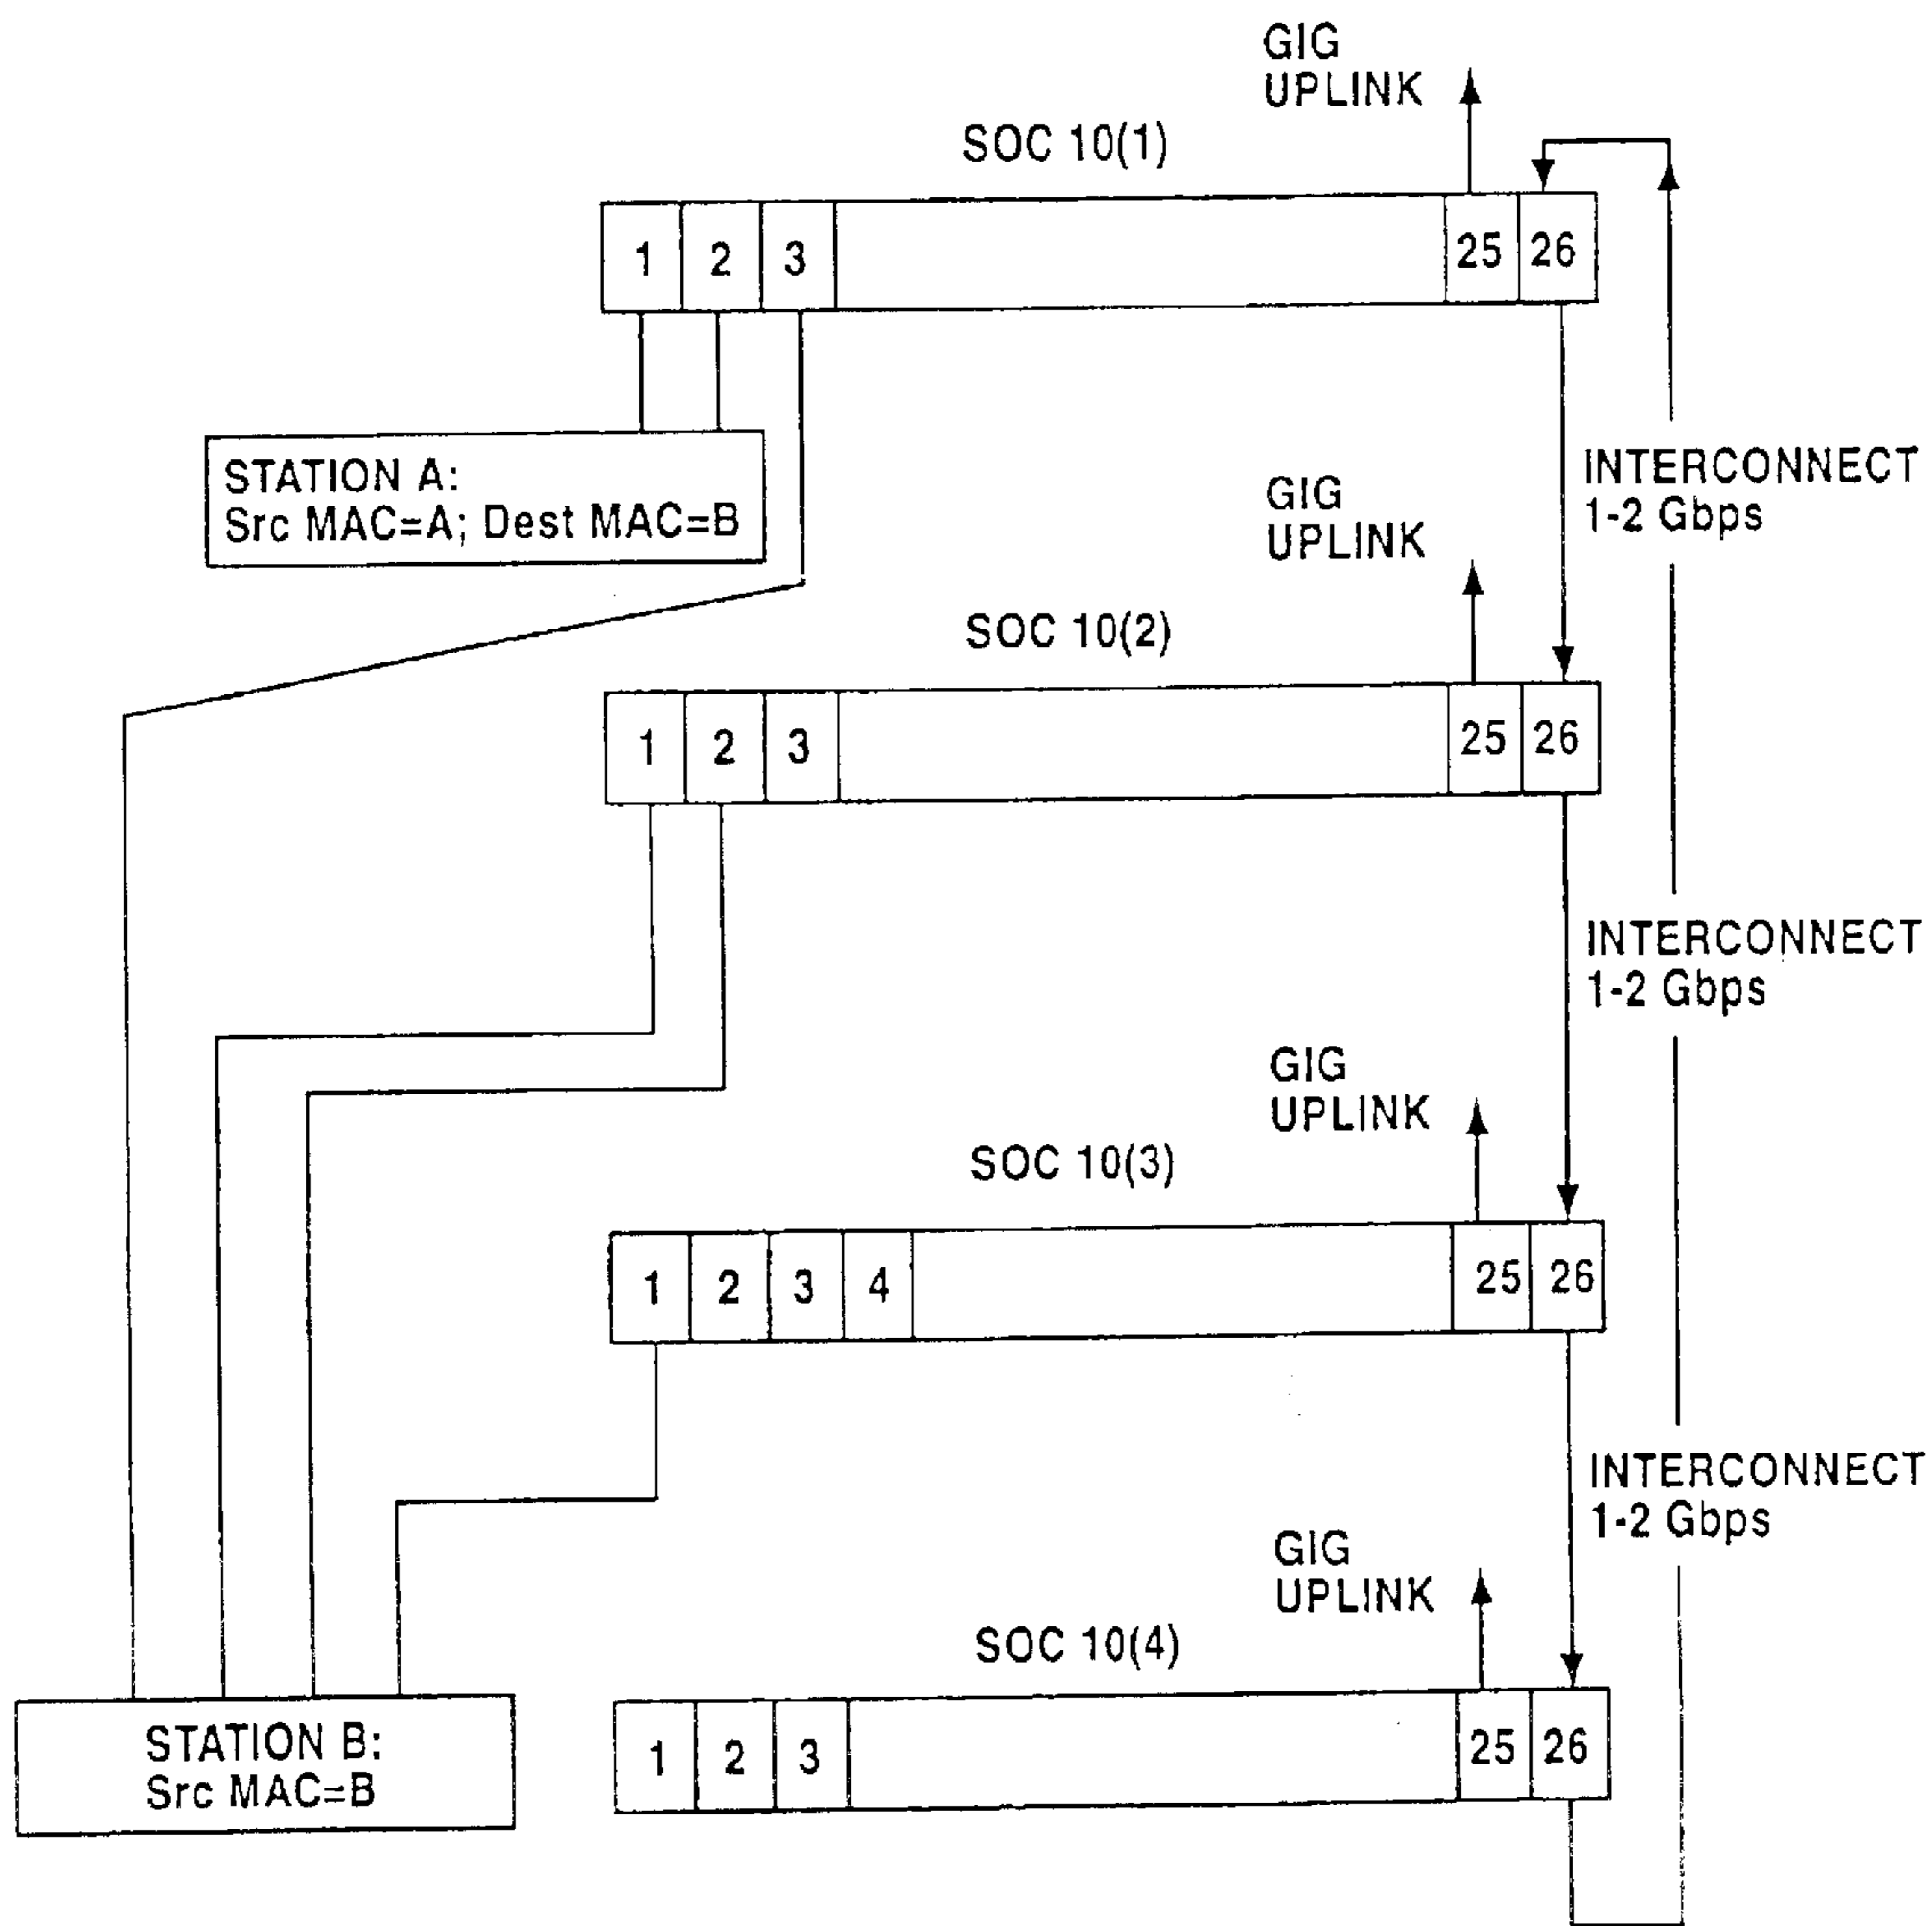 GIG
UPLINK
SOC 10(1)
1 2 3 25 26
STATION A:
Src MAC=A; Dest MAC=B
INTERCONNECT
1-2 Gbps
GIG
UPLINK
SOC 10(2)
1 2 3 25 26
INTERCONNECT
1-2 Gbps
GIG
UPLINK
SOC 10(3)
1 2 3 4 25 26
INTERCONNECT
1-2 Gbps
GIG
UPLINK
SOC 10(4)
1 2 3 25 26
STATION B:
Src MAC=B